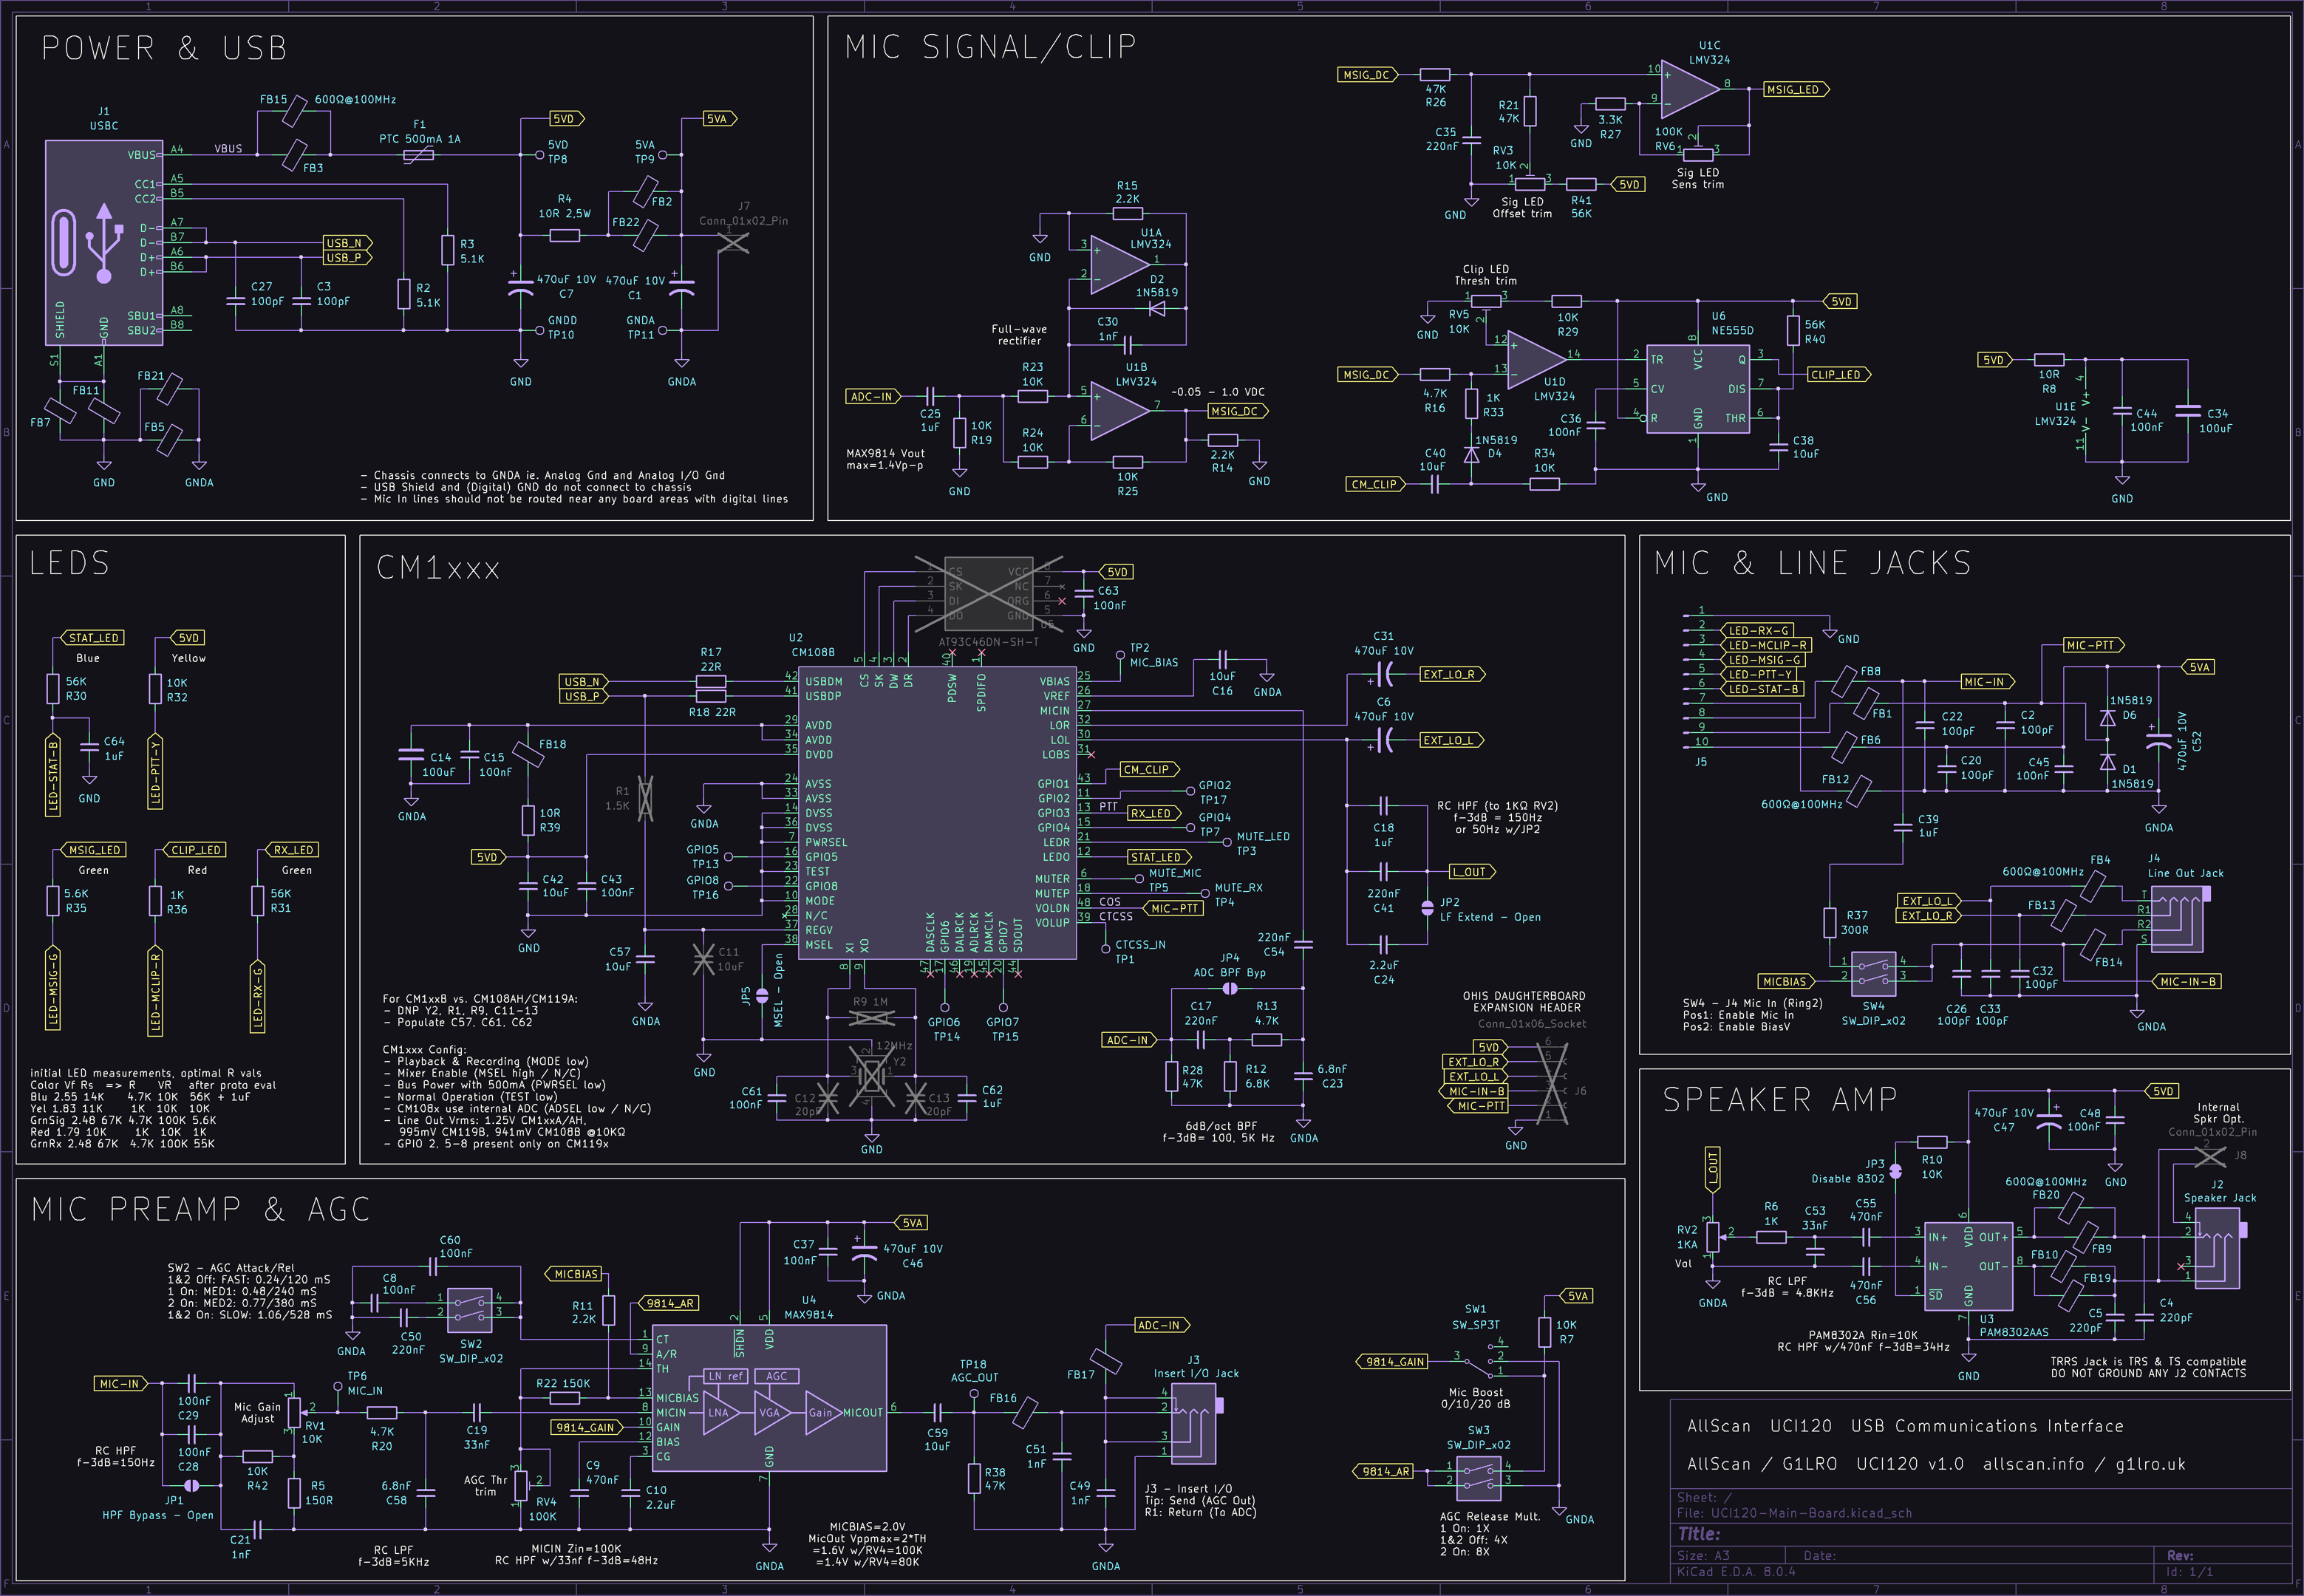 POWER & USB
J1
USBC
VBUS
A4
VBUS
CC1
A5
CC2
B5
D-
A7
D-
B7
D+
A6
D+
B6
SBU1
A8
SBU2
B8
SHIELD
GND
S1
A1
FB15
600Ω@100MHz
FB3
F1
PTC 500mA 1A
5VD
5VD
TP8
5VA
5VA
TP9
R4
10R 2,5W
FB2
FB22
J7
Conn_01x02_Pin
USB_N
USB_P
R3
5.1K
R2
5.1K
C27
100pF
C3
100pF
470uF 10V
C7
470uF 10V
C1
GNDD
TP10
GNDA
TP11
GND
GNDA
FB21
FB11
FB7
FB5
GND
GNDA
- Chassis connects to GNDA ie. Analog Gnd and Analog I/O Gnd
- USB Shield and (Digital) GND do not connect to chassis
- Mic In lines should not be routed near any board areas with digital lines
MIC SIGNAL/CLIP
MSIG_DC
47K
R26
R21
47K
C35
220nF
RV3
10K
Sig LED
Offset trim
R41
56K
5VD
GND
U1C
LMV324
MSIG_LED
3.3K
R27
GND
100K
RV6
Sig LED
Sens trim
R15
2.2K
GND
U1A
LMV324
D2
1N5819
C30
1nF
Full-wave
rectifier
R23
10K
U1B
LMV324
~0.05 - 1.0 VDC
ADC-IN
C25
1uF
10K
R19
R24
10K
10K
R25
MSIG_DC
2.2K
R14
GND
GND
MAX9814 Vout
max=1.4Vp-p
Clip LED
Thresh trim
RV5
10K
GND
10K
R29
U6
NE555D
5VD
56K
R40
MSIG_DC
4.7K
R16
1K
R33
U1D
LMV324
TR
CV
R
VCC
GND
Q
DIS
THR
CLIP_LED
C36
100nF
C38
10uF
1N5819
D4
CM_CLIP
C40
10uF
R34
10K
GND
5VD
10R
R8
U1E
LMV324
V+
V-
C44
100nF
C34
100uF
GND
LEDS
STAT_LED
Blue
56K
R30
C64
1uF
GND
LED-STAT-B
5VD
Yellow
10K
R32
LED-PTT-Y
MSIG_LED
Green
5.6K
R35
LED-MSIG-G
CLIP_LED
Red
1K
R36
LED-MCLIP-R
RX_LED
Green
56K
R31
LED-RX-G
initial LED measurements, optimal R vals
Color Vf Rs => R VR after proto eval
Blu 2.55 14K 4.7K 10K 56K + 1uF
Yel 1.83 11K 1K 10K 10K
GrnSig 2.48 67K 4.7K 100K 5.6K
Red 1.79 10K 1K 10K 1K
GrnRx 2.48 67K 4.7K 100K 55K
CM1xxx
CS
SK
DI
DO
VCC
NC
ORG
GND
U5
AT93C46DN-SH-T
5VD
C63
100nF
GND
U2
CM108B
USB_N
USB_P
R17
22R
R18 22R
USBDM
USBDP
AVDD
AVDD
DVDD
AVSS
AVSS
DVSS
DVSS
PWRSEL
GPIO5
TEST
GPIO8
MODE
N/C
REGV
MSEL
CS
SK
DW
DR
PDSW
SPDIFO
VBIAS
VREF
MICIN
LOR
LOL
LOBS
GPIO1
GPIO2
GPIO3
GPIO4
LEDR
LEDO
MUTER
MUTEP
VOLDN
VOLUP
XI
XO
DASCLK
GPIO6
DALRCK
ADLRCK
DAMCLK
GPIO7
SDOUT
C14
100uF
C15
100nF
FB18
10R
R39
GNDA
5VD
C42
10uF
C43
100nF
GND
R1
1.5K
GNDA
GPIO5
TP13
GPIO8
TP16
C57
10uF
GNDA
C11
10uF
GND
JP5
MSEL - Open
R9 1M
12MHz
Y2
C61
100nF
C12
20pF
C13
20pF
C62
1uF
GND
GPIO6
TP14
GPIO7
TP15
TP2
MIC_BIAS
10uF
C16
GNDA
C31
470uF 10V
EXT_LO_R
C6
470uF 10V
EXT_LO_L
CM_CLIP
GPIO2
TP17
PTT
RX_LED
GPIO4
TP7
MUTE_LED
TP3
STAT_LED
MUTE_MIC
TP5
MUTE_RX
TP4
COS
MIC-PTT
CTCSS
CTCSS_IN
TP1
RC HPF (to 1KΩ RV2)
f-3dB = 150Hz
or 50Hz w/JP2
C18
1uF
220nF
C41
L_OUT
JP2
LF Extend - Open
2.2uF
C24
220nF
C54
JP4
ADC BPF Byp
C17
220nF
R13
4.7K
ADC-IN
R28
47K
R12
6.8K
6.8nF
C23
6dB/oct BPF
f-3dB= 100, 5K Hz
GNDA
OHIS DAUGHTERBOARD
EXPANSION HEADER
Conn_01x06_Socket
5VD
EXT_LO_R
EXT_LO_L
MIC-IN-B
MIC-PTT
J6
GND
For CM1xxB vs. CM108AH/CM119A:
- DNP Y2, R1, R9, C11-13
- Populate C57, C61, C62
CM1xxx Config:
- Playback & Recording (MODE low)
- Mixer Enable (MSEL high / N/C)
- Bus Power with 500mA (PWRSEL low)
- Normal Operation (TEST low)
- CM108x use internal ADC (ADSEL low / N/C)
- Line Out Vrms: 1.25V CM1xxA/AH,
995mV CM119B, 941mV CM108B @10KΩ
- GPIO 2, 5-8 present only on CM119x
MIC & LINE JACKS
LED-RX-G
LED-MCLIP-R
LED-MSIG-G
LED-PTT-Y
LED-STAT-B
GND
J5
FB8
FB1
FB6
FB12
600Ω@100MHz
MIC-PTT
MIC-IN
5VA
C22
100pF
C2
100pF
C20
100pF
C45
100nF
1N5819
D6
D1
1N5819
470uF 10V
C52
GNDA
C39
1uF
R37
300R
600Ω@100MHz
FB4
J4
Line Out Jack
EXT_LO_L
EXT_LO_R
FB13
FB14
T
R1
R2
S
MICBIAS
SW4
SW_DIP_x02
C26
100pF
C33
100pF
C32
100pF
MIC-IN-B
GNDA
SW4 - J4 Mic In (Ring2)
Pos1: Enable Mic In
Pos2: Enable BiasV
SPEAKER AMP
L_OUT
RV2
1KA
Vol
GNDA
R6
1K
C53
33nF
C55
470nF
470nF
C56
RC LPF
f-3dB = 4.8KHz
JP3
Disable 8302
R10
10K
470uF 10V
C47
C48
100nF
5VD
GND
IN+
IN-
SD
VDD
GND
OUT+
OUT-
U3
PAM8302AAS
GND
600Ω@100MHz
FB20
FB9
FB10
FB19
C5
220pF
C4
220pF
Internal
Spkr Opt.
Conn_01x02_Pin
J8
J2
Speaker Jack
PAM8302A Rin=10K
RC HPF w/470nF f-3dB=34Hz
TRRS Jack is TRS & TS compatible
DO NOT GROUND ANY J2 CONTACTS
MIC PREAMP & AGC
SW2 - AGC Attack/Rel
1&2 Off: FAST: 0.24/120 mS
1 On: MED1: 0.48/240 mS
2 On: MED2: 0.77/380 mS
1&2 On: SLOW: 1.06/528 mS
C60
100nF
C8
100nF
C50
220nF
SW2
SW_DIP_x02
GNDA
MICBIAS
R11
2.2K
9814_AR
U4
MAX9814
CT
A/R
TH
MICBIAS
MICIN
GAIN
BIAS
CG
SHDN
VDD
GND
LN ref
AGC
LNA
VGA
Gain
MICOUT
C37
100nF
470uF 10V
C46
5VA
GNDA
MIC-IN
100nF
C29
100nF
C28
RC HPF
f-3dB=150Hz
JP1
HPF Bypass - Open
Mic Gain
Adjust
RV1
10K
10K
R42
R5
150R
C21
1nF
TP6
MIC_IN
4.7K
R20
6.8nF
C58
RC LPF
f-3dB=5KHz
C19
33nF
R22 150K
9814_GAIN
AGC Thr
trim
RV4
100K
C9
470nF
C10
2.2uF
MICIN Zin=100K
RC HPF w/33nf f-3dB=48Hz
MICBIAS=2.0V
MicOut Vppmax=2*TH
=1.6V w/RV4=100K
=1.4V w/RV4=80K
GNDA
C59
10uF
TP18
AGC_OUT
R38
47K
FB16
FB17
ADC-IN
C51
1nF
C49
1nF
GNDA
J3
Insert I/O Jack
J3 - Insert I/O
Tip: Send (AGC Out)
R1: Return (To ADC)
5VA
10K
R7
SW1
SW_SP3T
9814_GAIN
Mic Boost
0/10/20 dB
SW3
SW_DIP_x02
9814_AR
GNDA
AGC Release Mult.
1 On: 1X
1&2 Off: 4X
2 On: 8X
AllScan UCI120 USB Communications Interface
AllScan / G1LRO UCI120 v1.0 allscan.info / g1lro.uk
Sheet: /
File: UCI120-Main-Board.kicad_sch
Title:
Size: A3
Date:
Rev:
KiCad E.D.A. 8.0.4
Id: 1/1